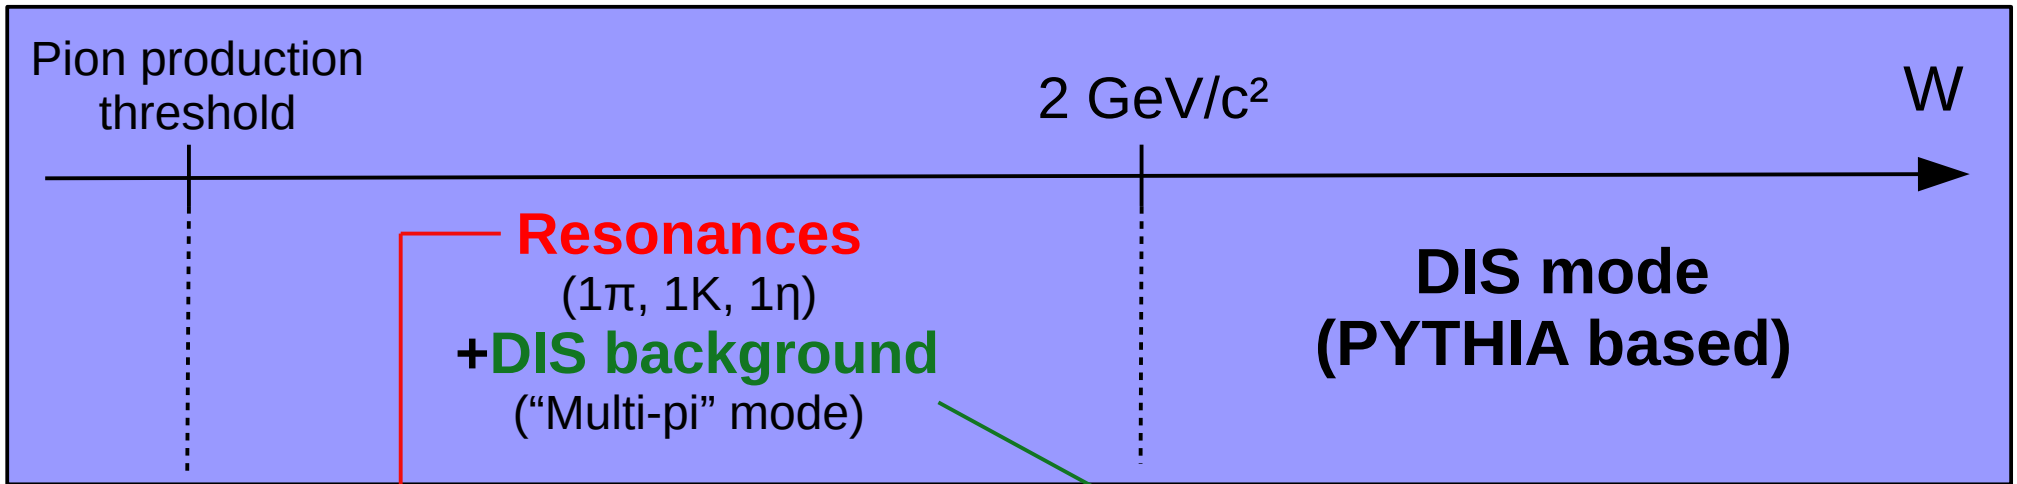 Pion production
threshold
2 GeV/c²
W
Resonances
(1π, 1K, 1η)
+DIS background
(“Multi-pi” mode)
DIS mode
(PYTHIA based)